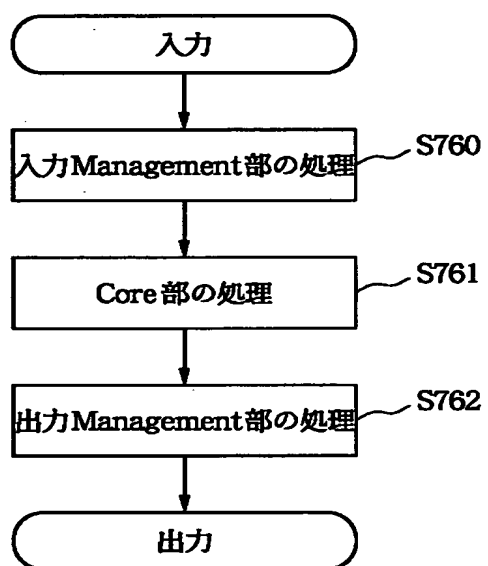 入力
入力Management部の処理
S760
Core部の処理
S761
出力Management部の処理
S762
出力